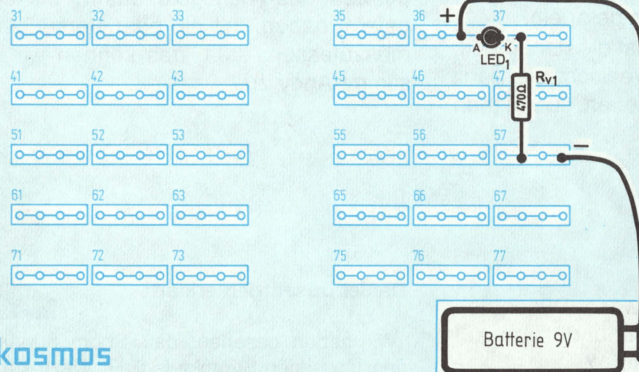 31 32 33 35 36 + 37
A K
LED1
41 42 43 45 46 47 RV1
470Ω
51 52 53 55 56 57 −
61 62 63 65 66 67
71 72 73 75 76 77
Batterie 9V
kosmos